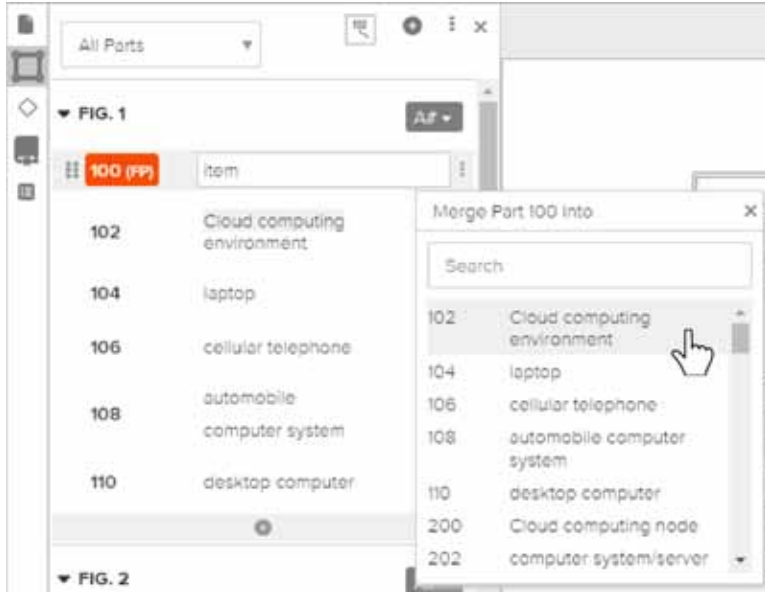 All Parts
FIG. 1
A#
100 (FP) item
102 Cloud computing
environment
104 laptop
106 cellular telephone
108 automobile
computer system
110 desktop computer
FIG. 2
Merge Part 100 Into
Search
102 Cloud computing
environment
104 laptop
106 cellular telephone
108 automobile computer
system
110 desktop computer
200 Cloud computing node
202 computer system/server